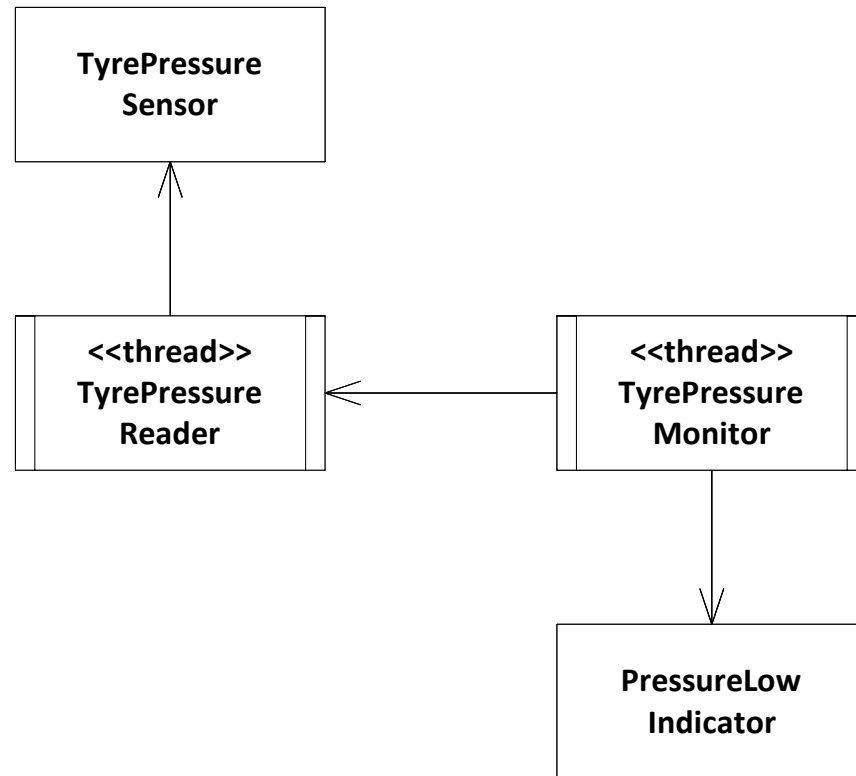 TyrePressure
Sensor
<<thread>>
TyrePressure
Reader
<<thread>>
TyrePressure
Monitor
PressureLow
Indicator